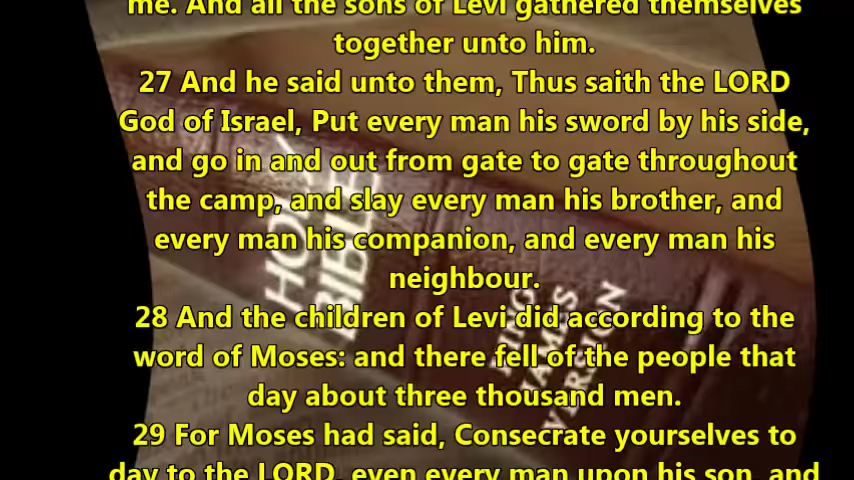 me. And all the sons of Levi gathered themselves
together unto him.
27 And he said unto them, Thus saith the LORD
God of Israel, Put every man his sword by his side,
and go in and out from gate to gate throughout
the camp, and slay every man his brother, and
every man his companion, and every man his
neighbour.
28 And the children of Levi did according to the
word of Moses: and there fell of the people that
day about three thousand men.
29 For Moses had said, Consecrate yourselves to
day to the LORD, even every man upon his son, and
HOLY
BIBLE
KING
JAMES
VERSION